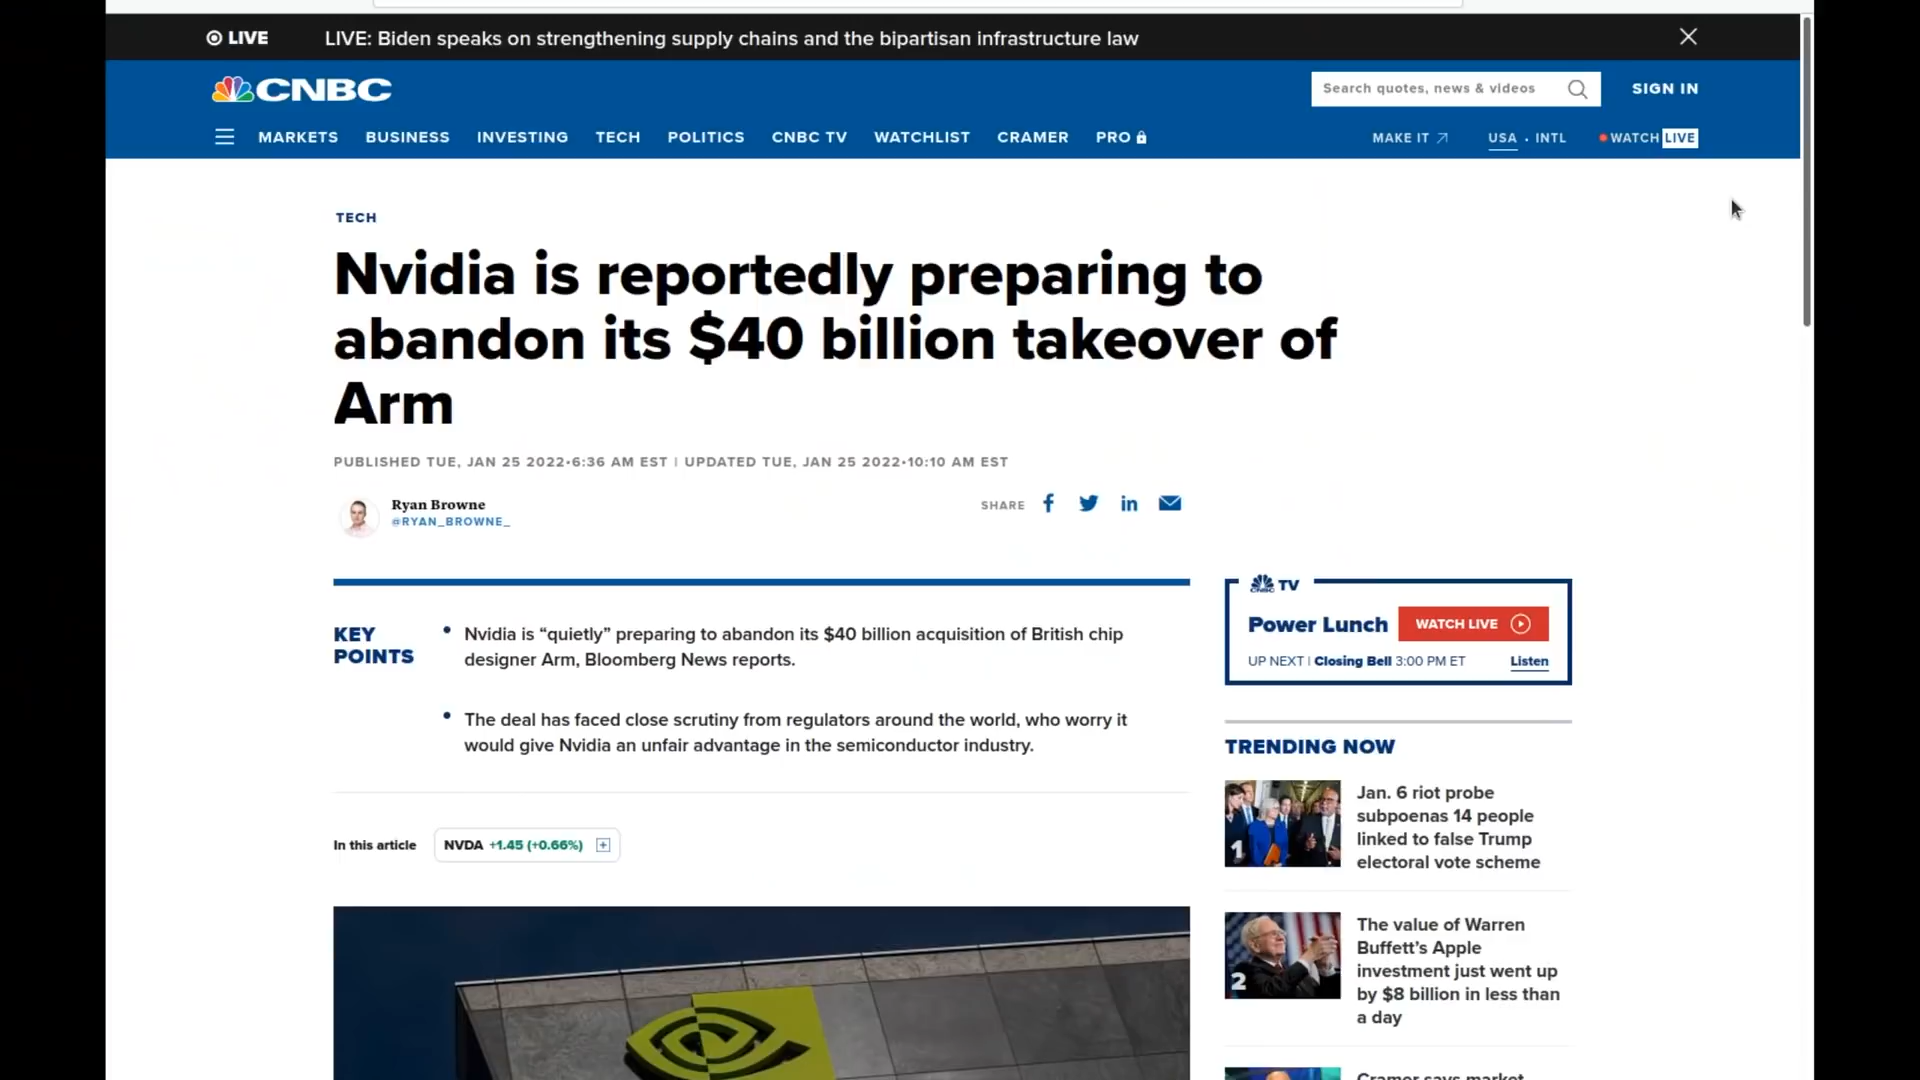 LIVE
LIVE: Biden speaks on strengthening supply chains and the bipartisan infrastructure law
CNBC
Search quotes, news & videos
SIGN IN
MARKETS BUSINESS INVESTING TECH POLITICS CNBC TV WATCHLIST CRAMER PRO
MAKE IT USA · INTL WATCH LIVE
TECH
Nvidia is reportedly preparing to
abandon its $40 billion takeover of
Arm
PUBLISHED TUE, JAN 25 2022•6:36 AM EST | UPDATED TUE, JAN 25 2022•10:10 AM EST
Ryan Browne
@RYAN_BROWNE_
SHARE
KEY
POINTS
• Nvidia is “quietly” preparing to abandon its $40 billion acquisition of British chip
designer Arm, Bloomberg News reports.
• The deal has faced close scrutiny from regulators around the world, who worry it
would give Nvidia an unfair advantage in the semiconductor industry.
In this article
NVDA +1.45 (+0.66%)
CNBC TV
Power Lunch WATCH LIVE
UP NEXT | Closing Bell 3:00 PM ET Listen
TRENDING NOW
1
Jan. 6 riot probe
subpoenas 14 people
linked to false Trump
electoral vote scheme
2
The value of Warren
Buffett’s Apple
investment just went up
by $8 billion in less than
a day
Cramer says market